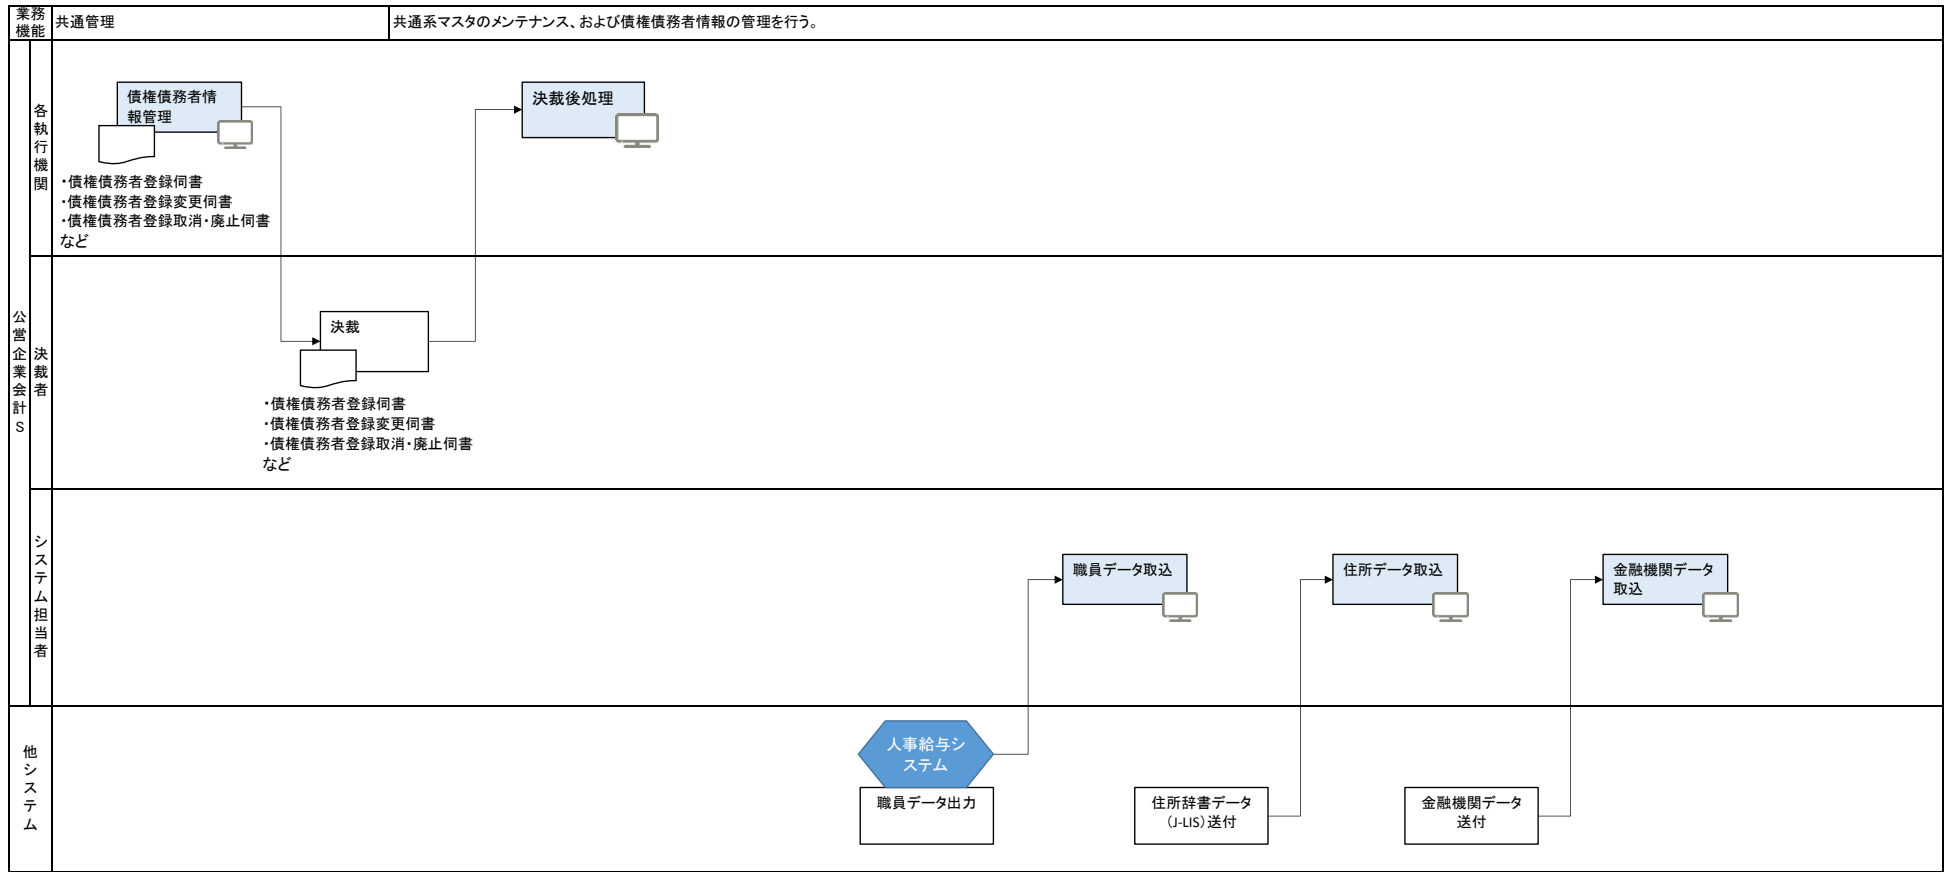 業務
機能
共通管理
共通系マスタのメンテナンス、および債権債務者情報の管理を行う。
公営企業会計S
各執行機関
債権債務者情
報管理
・債権債務者登録伺書
・債権債務者登録変更伺書
・債権債務者登録取消・廃止伺書
など
決裁後処理
決裁者
決裁
・債権債務者登録伺書
・債権債務者登録変更伺書
・債権債務者登録取消・廃止伺書
など
システム担当者
職員データ取込
住所データ取込
金融機関データ
取込
他システム
人事給与シ
ステム
職員データ出力
住所辞書データ
（J-LIS）送付
金融機関データ
送付